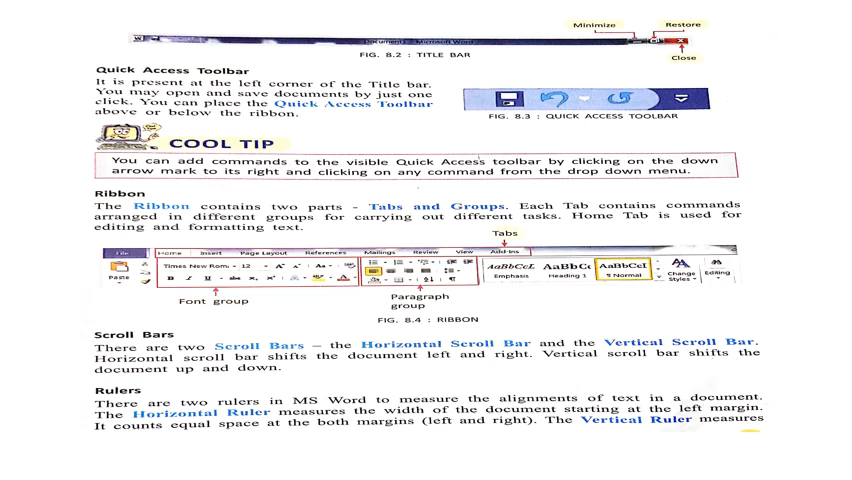 Minimize Restore
Document1 - Microsoft Word
Close
FIG. 8.2 : TITLE BAR
Quick Access Toolbar
It is present at the left corner of the Title bar.
You may open and save documents by just one
click. You can place the Quick Access Toolbar
above or below the ribbon.
FIG. 8.3 : QUICK ACCESS TOOLBAR
COOL TIP
You can add commands to the visible Quick Access toolbar by clicking on the down
arrow mark to its right and clicking on any command from the drop down menu.
Ribbon
The Ribbon contains two parts - Tabs and Groups. Each Tab contains commands
arranged in different groups for carrying out different tasks. Home Tab is used for
editing and formatting text.
Tabs
File Home Insert Page Layout References Mailings Review View Add-Ins
Times New Rom 12
Paste
AaBbCcL AaBbCc AaBbCcI
Emphasis Heading 1 ¶ Normal Change Styles Editing
Font group
Paragraph
group
FIG. 8.4 : RIBBON
Scroll Bars
There are two Scroll Bars – the Horizontal Scroll Bar and the Vertical Scroll Bar.
Horizontal scroll bar shifts the document left and right. Vertical scroll bar shifts the
document up and down.
Rulers
There are two rulers in MS Word to measure the alignments of text in a document.
The Horizontal Ruler measures the width of the document starting at the left margin.
It counts equal space at the both margins (left and right). The Vertical Ruler measures